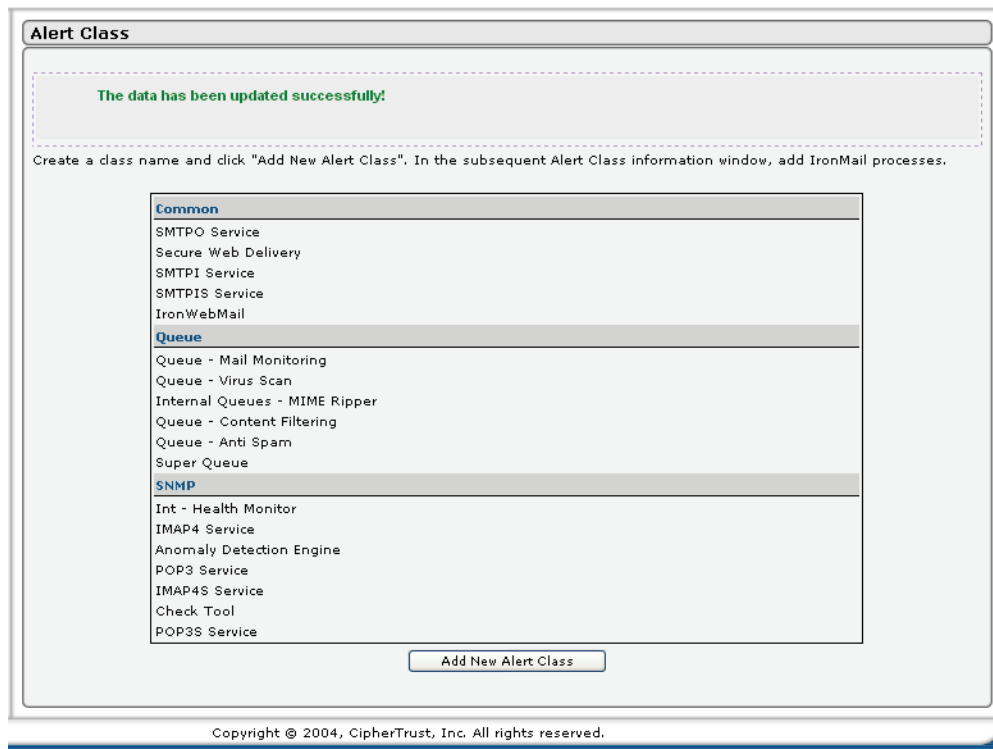 Alert Class
The data has been updated successfully!
Create a class name and click "Add New Alert Class". In the subsequent Alert Class information window, add IronMail processes.
Common
SMTPO Service
Secure Web Delivery
SMTPI Service
SMTPIS Service
IronWebMail
Queue
Queue - Mail Monitoring
Queue - Virus Scan
Internal Queues - MIME Ripper
Queue - Content Filtering
Queue - Anti Spam
Super Queue
SNMP
Int - Health Monitor
IMAP4 Service
Anomaly Detection Engine
POP3 Service
IMAP4S Service
Check Tool
POP3S Service
Add New Alert Class
Copyright © 2004, CipherTrust, Inc. All rights reserved.